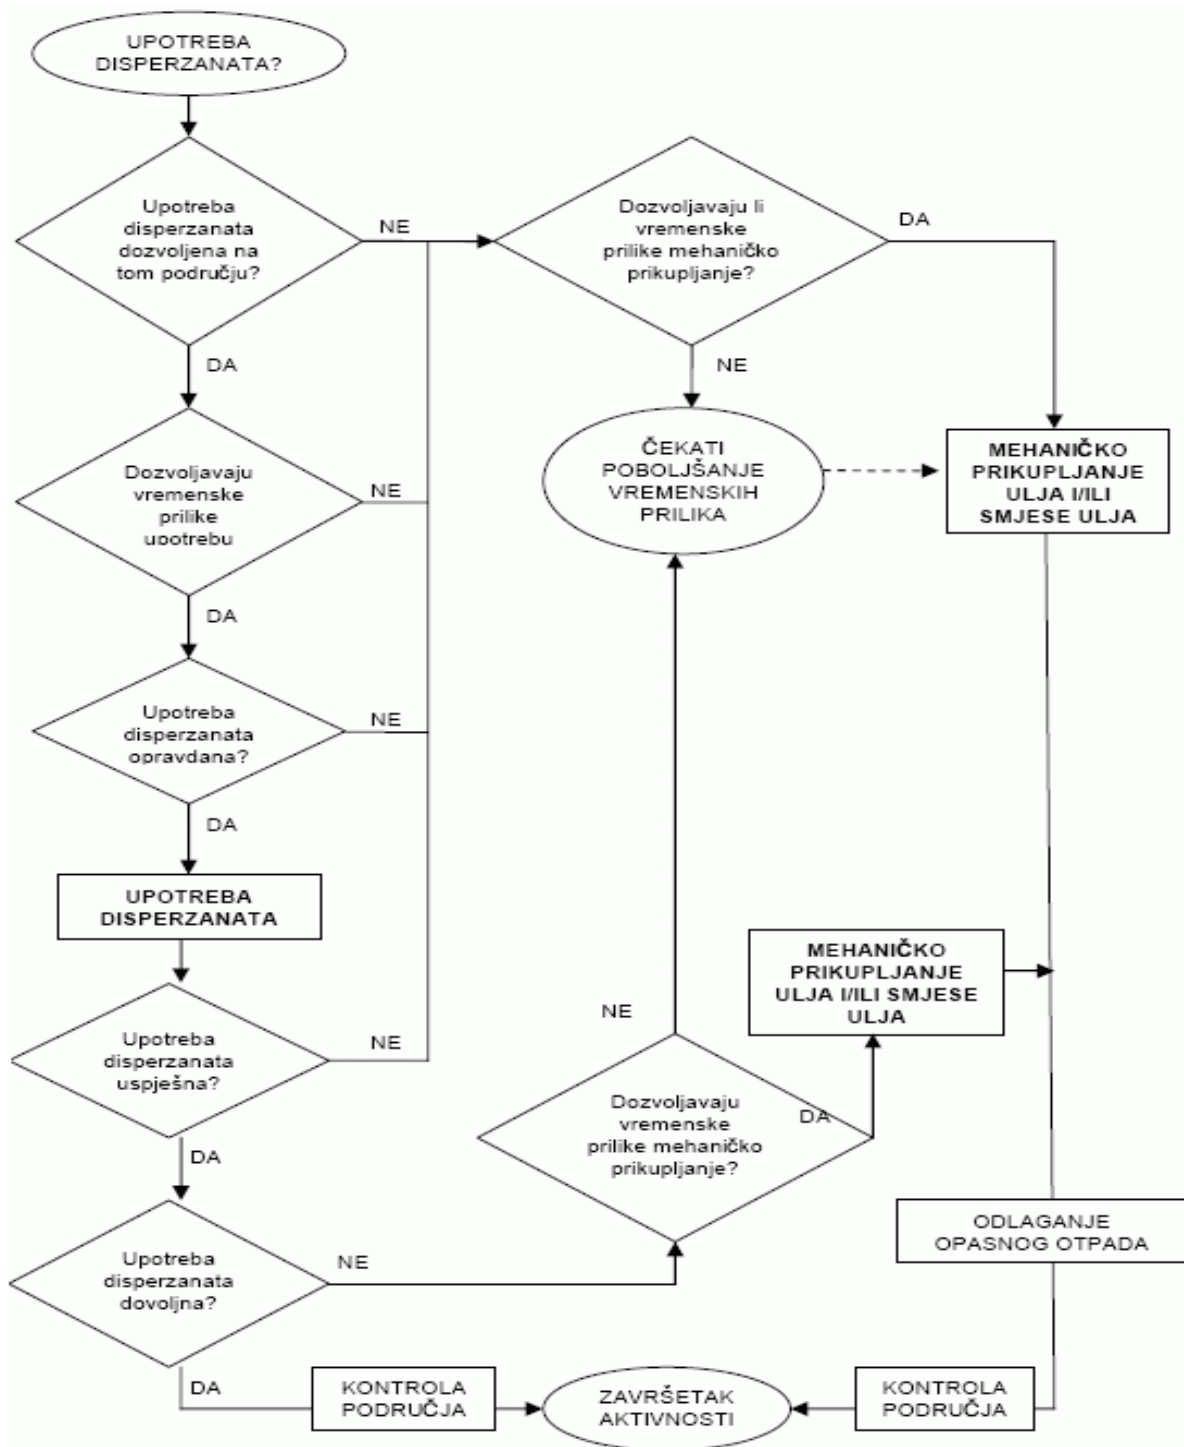 UPOTREBA
DISPERZANATA?
Upotreba
disperzanata
dozvoljena na
tom području?
NE
Dozvoljavaju li
vremenske
prilike mehaničko
prikupljanje?
DA
DA
NE
Dozvoljavaju
vremenske
prilike
upotrebu
NE
ČEKATI
POBOLJŠANJE
VREMENSKIH
PRILIKA
MEHANIČKO
PRIKUPLJANJE
ULJA I/ILI
SMJESE ULJA
DA
Upotreba
disperzanata
opravdana?
NE
DA
UPOTREBA
DISPERZANATA
MEHANIČKO
PRIKUPLJANJE
ULJA I/ILI SMJESE
ULJA
Upotreba
disperzanata
uspješna?
NE
NE
Dozvoljavaju
vremenske
prilike mehaničko
prikupljanje?
DA
DA
Upotreba
disperzanata
dovoljna?
NE
ODLAGANJE
OPASNOG OTPADA
DA
KONTROLA
PODRUČJA
ZAVRŠETAK
AKTIVNOSTI
KONTROLA
PODRUČJA